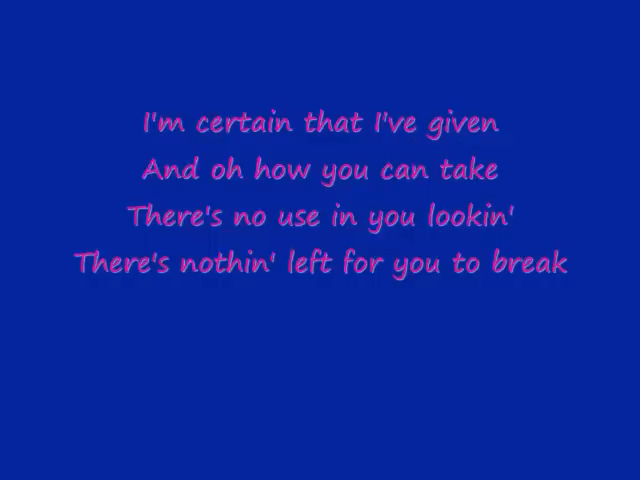 I'm certain that I've given
And oh how you can take
There's no use in you lookin'
There's nothin' left for you to break